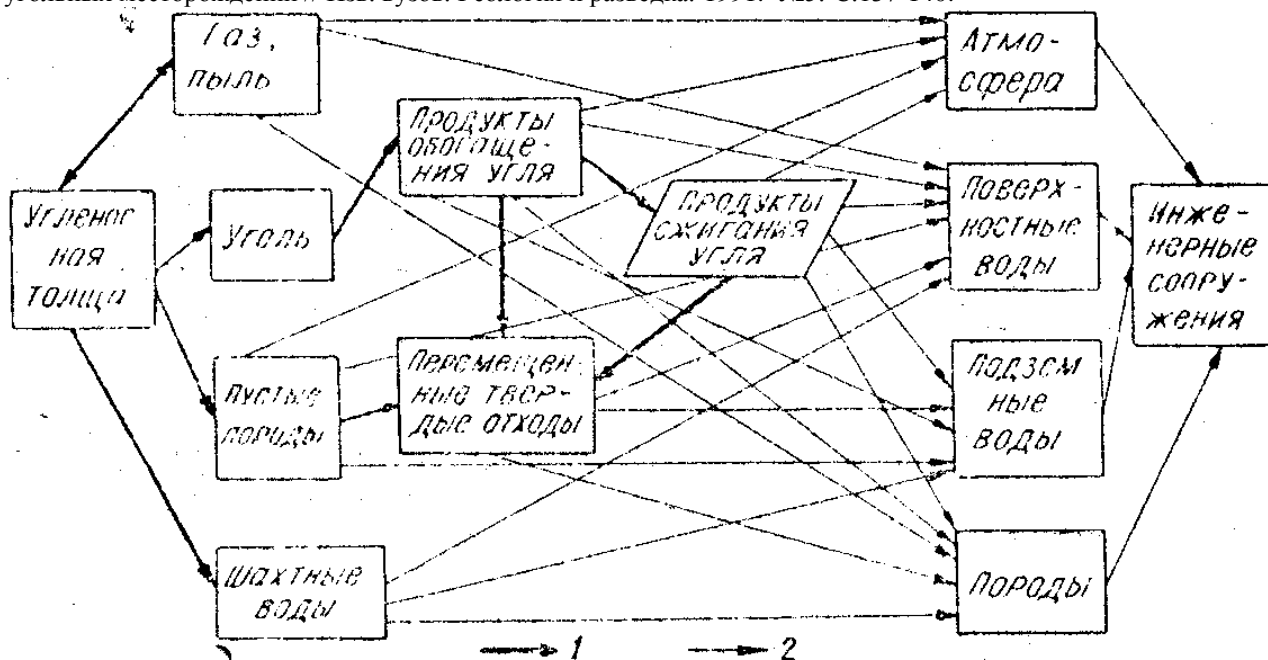 Газ,
пыль
Атмо-
сфера
Продукты
обогаще-
ния угля
Угленос
ная
толща
Уголь
Продукты
сжигания
угля
Поверх-
ностные
воды
Инже-
нерные
соору-
жения
Пустые
породы
Перемещен-
ные твер-
дые отходы
Подзем
ные
воды
Шахтные
воды
Породы
1
2